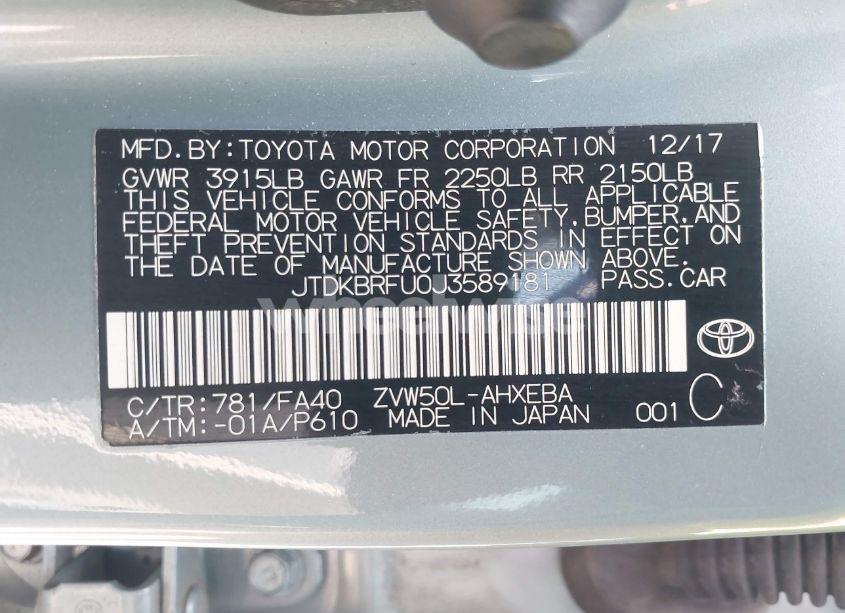 MFD.BY:TOYOTA MOTOR CORPORATION 12/17
GVWR 3915LB GAWR FR 2250LB RR 2150LB
THIS VEHICLE CONFORMS TO ALL APPLICABLE
FEDERAL MOTOR VEHICLE SAFETY,BUMPER,AND
THEFT PREVENTION STANDARDS IN EFFECT ON
THE DATE OF MANUFACTURE SHOWN ABOVE.
JTDKBRFU0J3589181 PASS.CAR
wheelwise
C/TR:781/FA40 ZVW50L-AHXEBA
A/TM:-01A/P610 MADE IN JAPAN 001 C